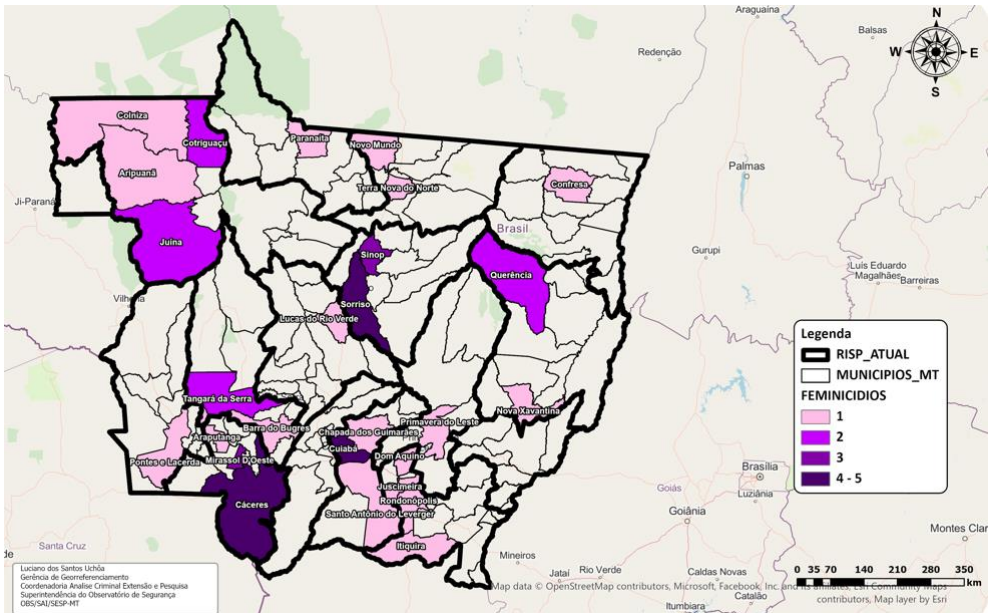 Araguaína
Balsas
Redenção
N
W
E
S
Colniza
Cotriguaçu
Paranaíta
Novo Mundo
Aripuanã
Terra Nova do Norte
Confresa
Palmas
Ji-Paraná
Brasil
Juína
Sinop
Gurupi
Querência
Luís Eduardo
Magalhães
Barreiras
Vilhena
Sorriso
Lucas do Rio Verde
Legenda
RISP_ATUAL
MUNICIPIOS_MT
FEMINICIDIOS
1
2
3
4 - 5
Tangará da Serra
Nova Xavantina
Barra do Bugres
Primavera do Leste
Chapada dos Guimarães
Araputanga
Cuiabá
Mirassol D'Oeste
Dom Aquino
Pontes e Lacerda
Brasília
Juscimeira
Goiás
Luziânia
Rondonópolis
Cáceres
Santo Antônio do Leverger
Goiânia
Montes Clar
Itiquira
Santa Cruz
de
Mineiros
Jataí
Rio Verde
Caldas Novas
Catalão
Itumbiara
0 35 70 140 210 280 350
km
Map data © OpenStreetMap contributors, Microsoft, Facebook, Inc. and its affiliates, Esri Community Maps
contributors, Map layer by Esri
Luciano dos Santos Uchôa
Gerência de Georreferenciamento
Coordenadoria Analise Criminal Extensão e Pesquisa
Superintendência do Observatório de Segurança
OBS/SAI/SESP-MT